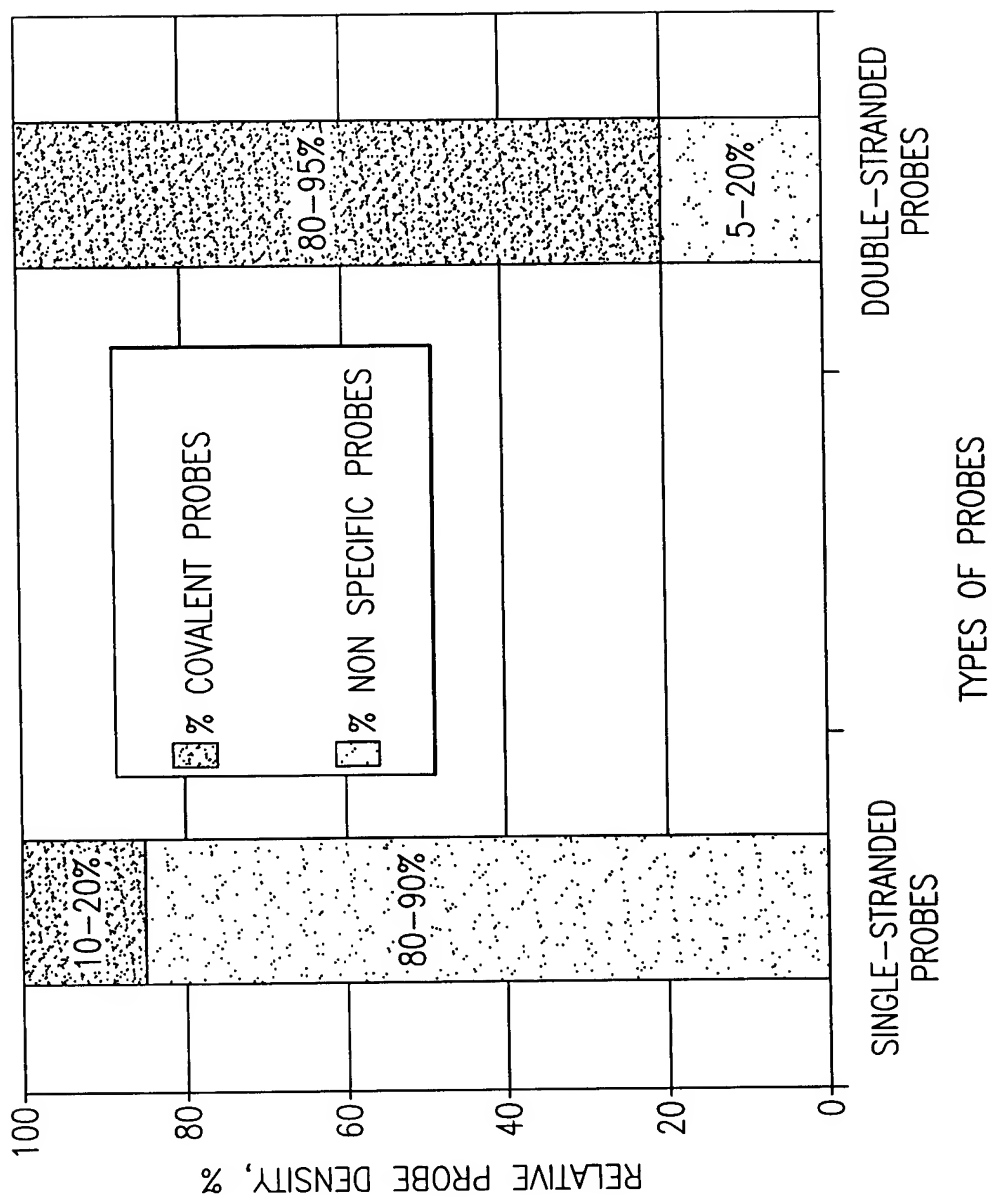 RELATIVE PROBE DENSITY, %
100
80
60
40
20
0
10–20%
80–90%
% COVALENT PROBES
% NON SPECIFIC PROBES
80–95%
5–20%
SINGLE–STRANDED
PROBES
DOUBLE–STRANDED
PROBES
TYPES OF PROBES